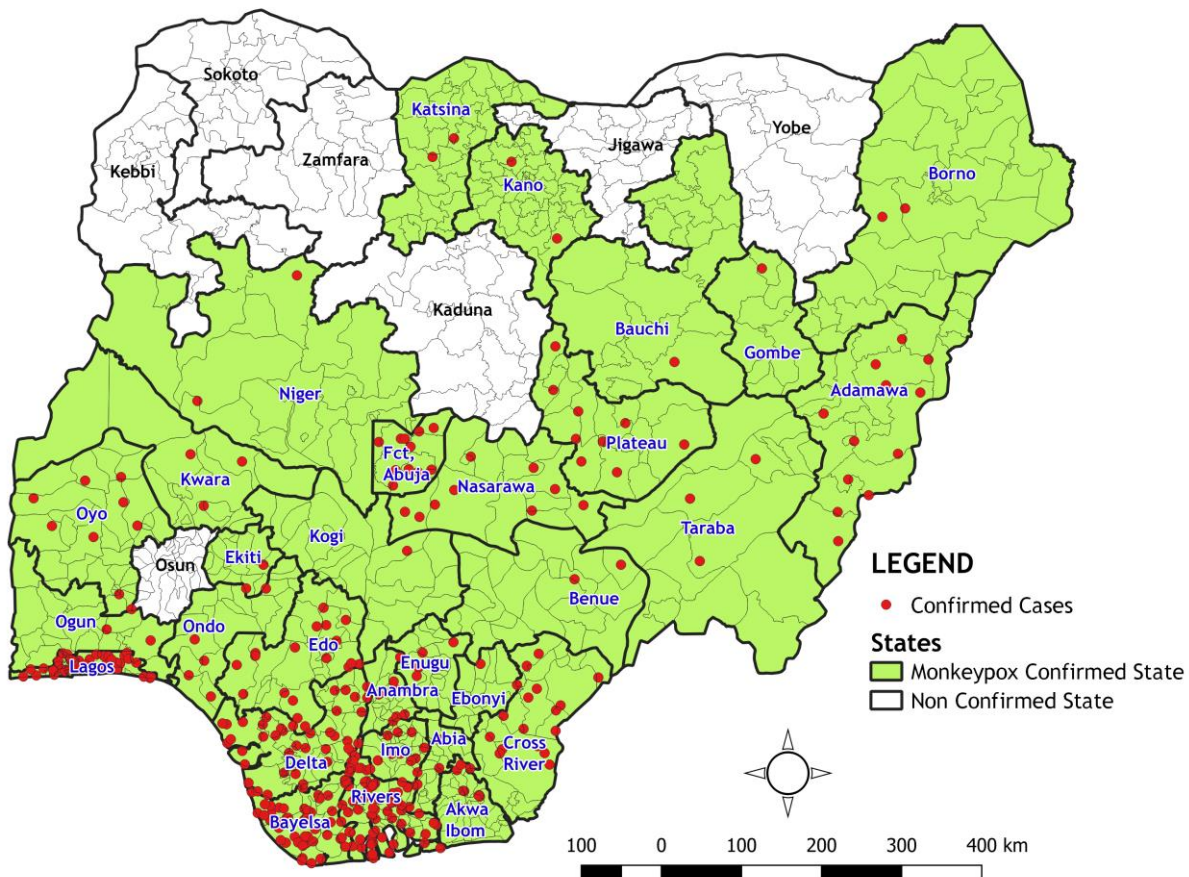 Sokoto
Katsina
Yobe
Kebbi
Zamfara
Jigawa
Borno
Kano
Kaduna
Bauchi
Gombe
Adamawa
Niger
Plateau
Fct,
Abuja
Kwara
Nasarawa
Oyo
Taraba
Kogi
Osun
Ekiti
Benue
Ogun
Ondo
Edo
Lagos
Enugu
Anambra
Ebonyi
Imo
Abia
Cross
River
Delta
Rivers
Bayelsa
Akwa
Ibom
LEGEND
Confirmed Cases
States
Monkeypox Confirmed State
Non Confirmed State
100 0 100 200 300 400 km